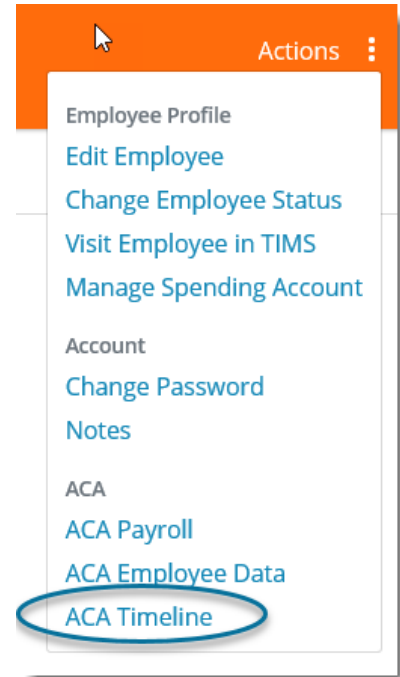 Actions
Employee Profile
Edit Employee
Change Employee Status
Visit Employee in TIMS
Manage Spending Account
Account
Change Password
Notes
ACA
ACA Payroll
ACA Employee Data
ACA Timeline